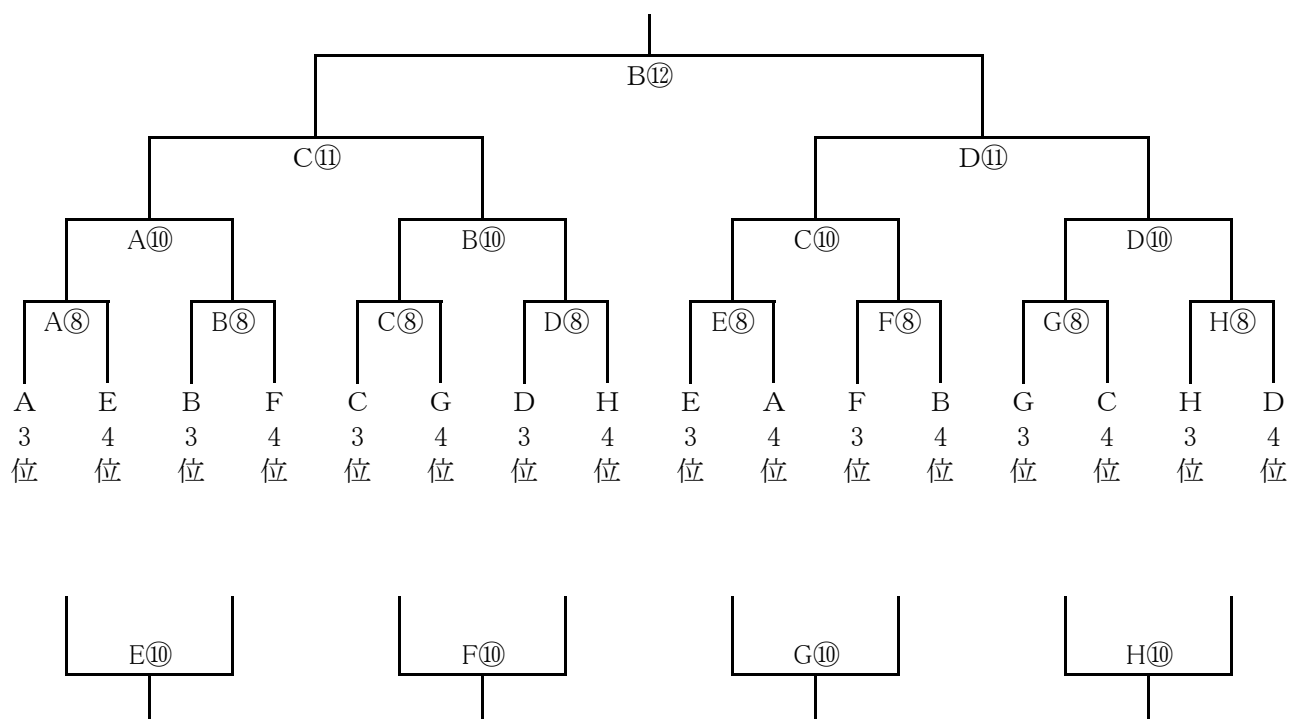 B⑫
C⑪ D⑪
A⑩ B⑩ C⑩ D⑩
A⑧ B⑧ C⑧ D⑧ E⑧ F⑧ G⑧ H⑧
A E B F C G D H E A F B G C H D
3 4 3 4 3 4 3 4 3 4 3 4 3 4 3 4
位 位 位 位 位 位 位 位 位 位 位 位 位 位 位 位
E⑩ F⑩ G⑩ H⑩